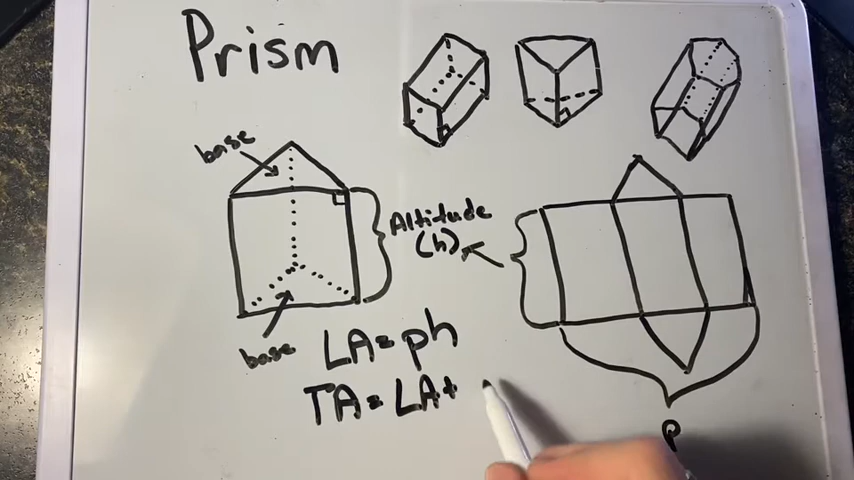 Prism
base
Altitude
(h)
base
LA = ph
TA = LA +
p